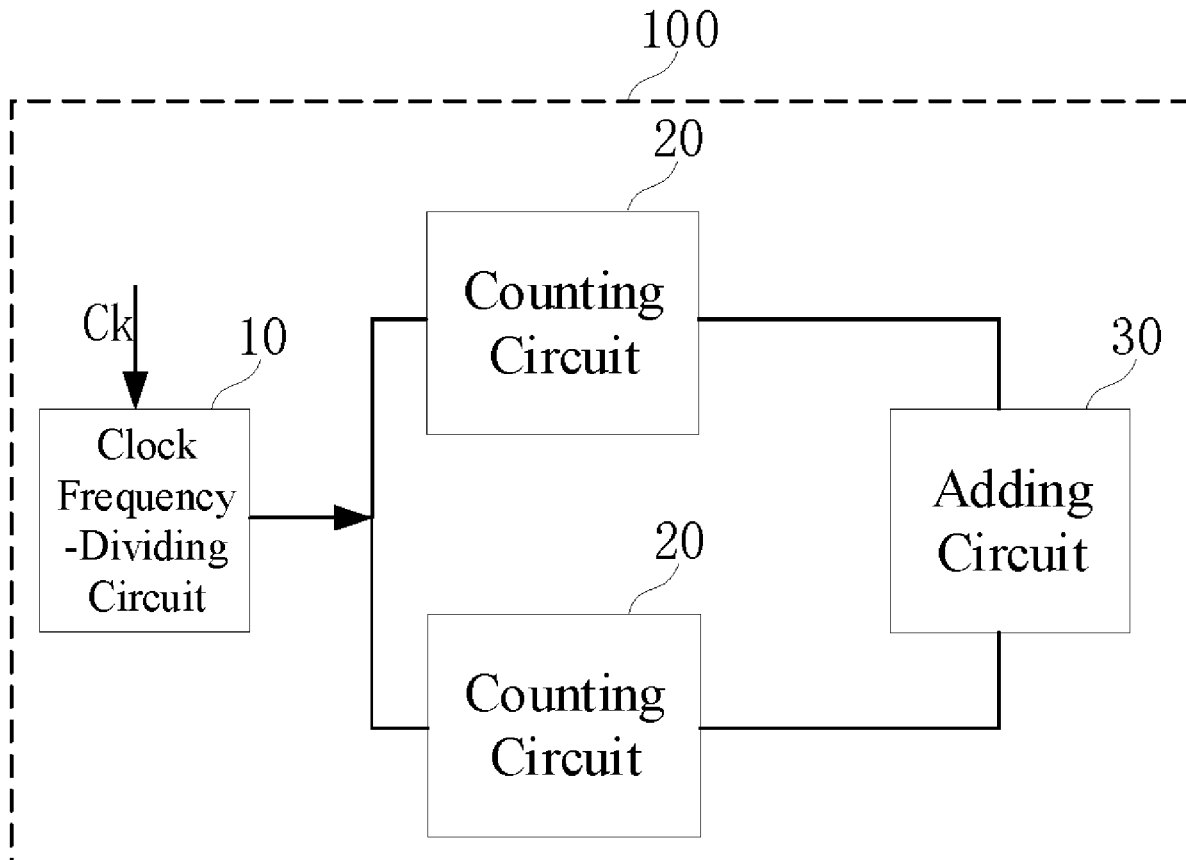 100
20
Counting
Circuit
Ck
10
30
Clock
Frequency
-Dividing
Circuit
Adding
Circuit
20
Counting
Circuit